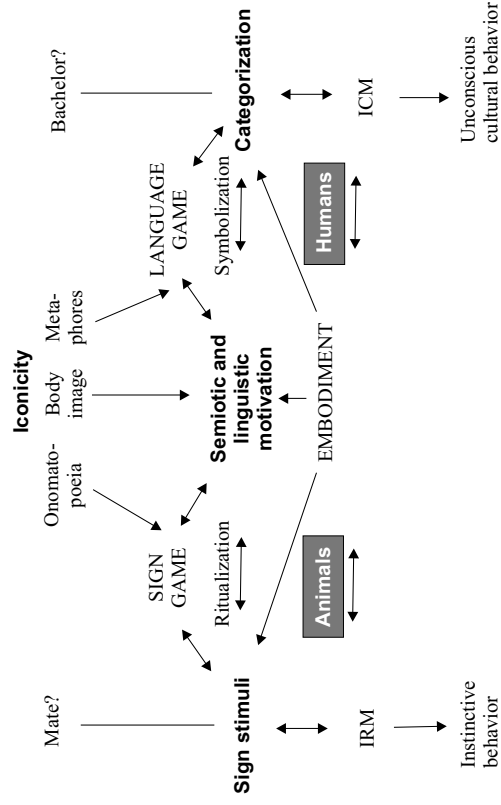 Iconicity
Mate?
Onomato-
poeia
Body
image
Meta-
phores
Bachelor?
SIGN
GAME
LANGUAGE
GAME
Sign stimuli
Ritualization
Semiotic and
linguistic
motivation
Symbolization
Categorization
Animals
Humans
IRM
EMBODIMENT
ICM
Instinctive
behavior
Unconscious
cultural behavior